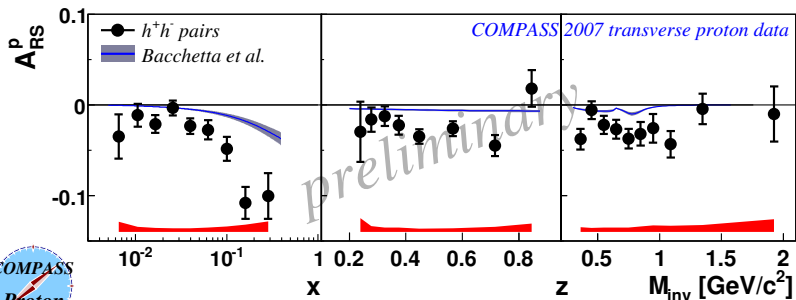 0.1
h⁺h⁻ pairs
COMPASS 2007 transverse proton data
Bacchetta et al.
A^p_RS
0
preliminary
-0.1
10⁻² 10⁻¹ 1 0.2 0.4 0.6 0.8 0.5 1 1.5 2
x z M_inv [GeV/c²]
COMPASS
Proton